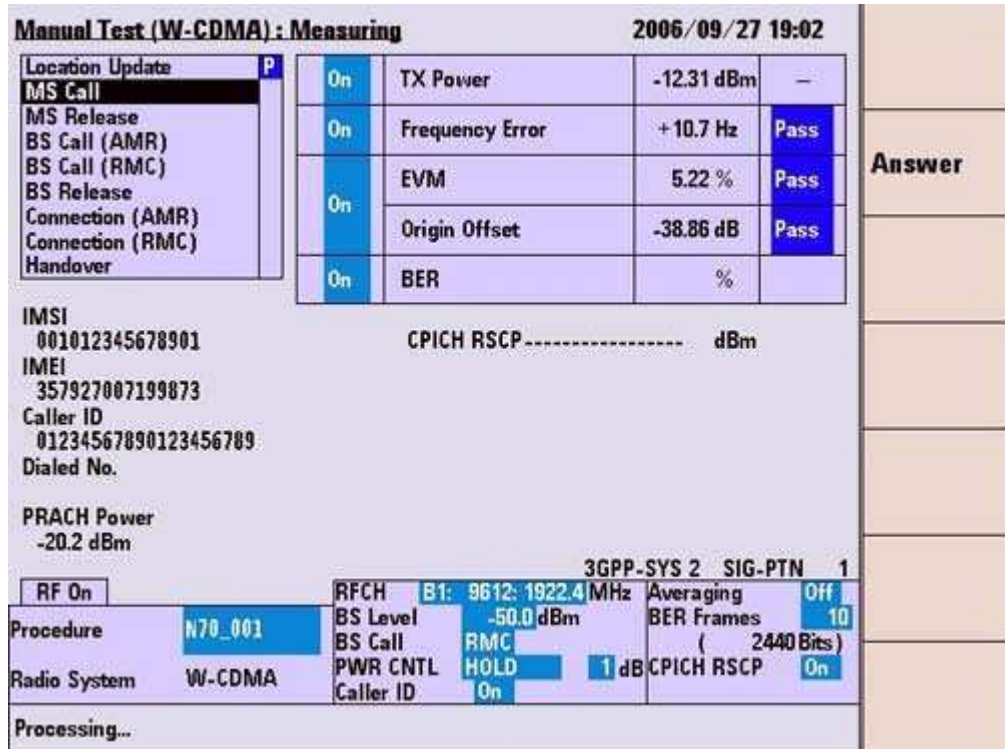 Manual Test (W-CDMA) : Measuring 2006/09/27 19:02
Location Update P
MS Call
MS Release
BS Call (AMR)
BS Call (RMC)
BS Release
Connection (AMR)
Connection (RMC)
Handover
On TX Power -12.31 dBm –
On Frequency Error +10.7 Hz Pass
On EVM 5.22 % Pass
Origin Offset -38.86 dB Pass
On BER %
Answer
IMSI
001012345678901
CPICH RSCP----------------- dBm
IMEI
357927007199873
Caller ID
01234567890123456789
Dialed No.
PRACH Power
-20.2 dBm
3GPP-SYS 2 SIG-PTN 1
RF On
Procedure N70_001
Radio System W-CDMA
RFCH B1: 9612: 1922.4 MHz
BS Level -50.0 dBm
BS Call RMC
PWR CNTL HOLD 1 dB
Caller ID On
Averaging Off
BER Frames 10
( 2440 Bits )
CPICH RSCP On
Processing...